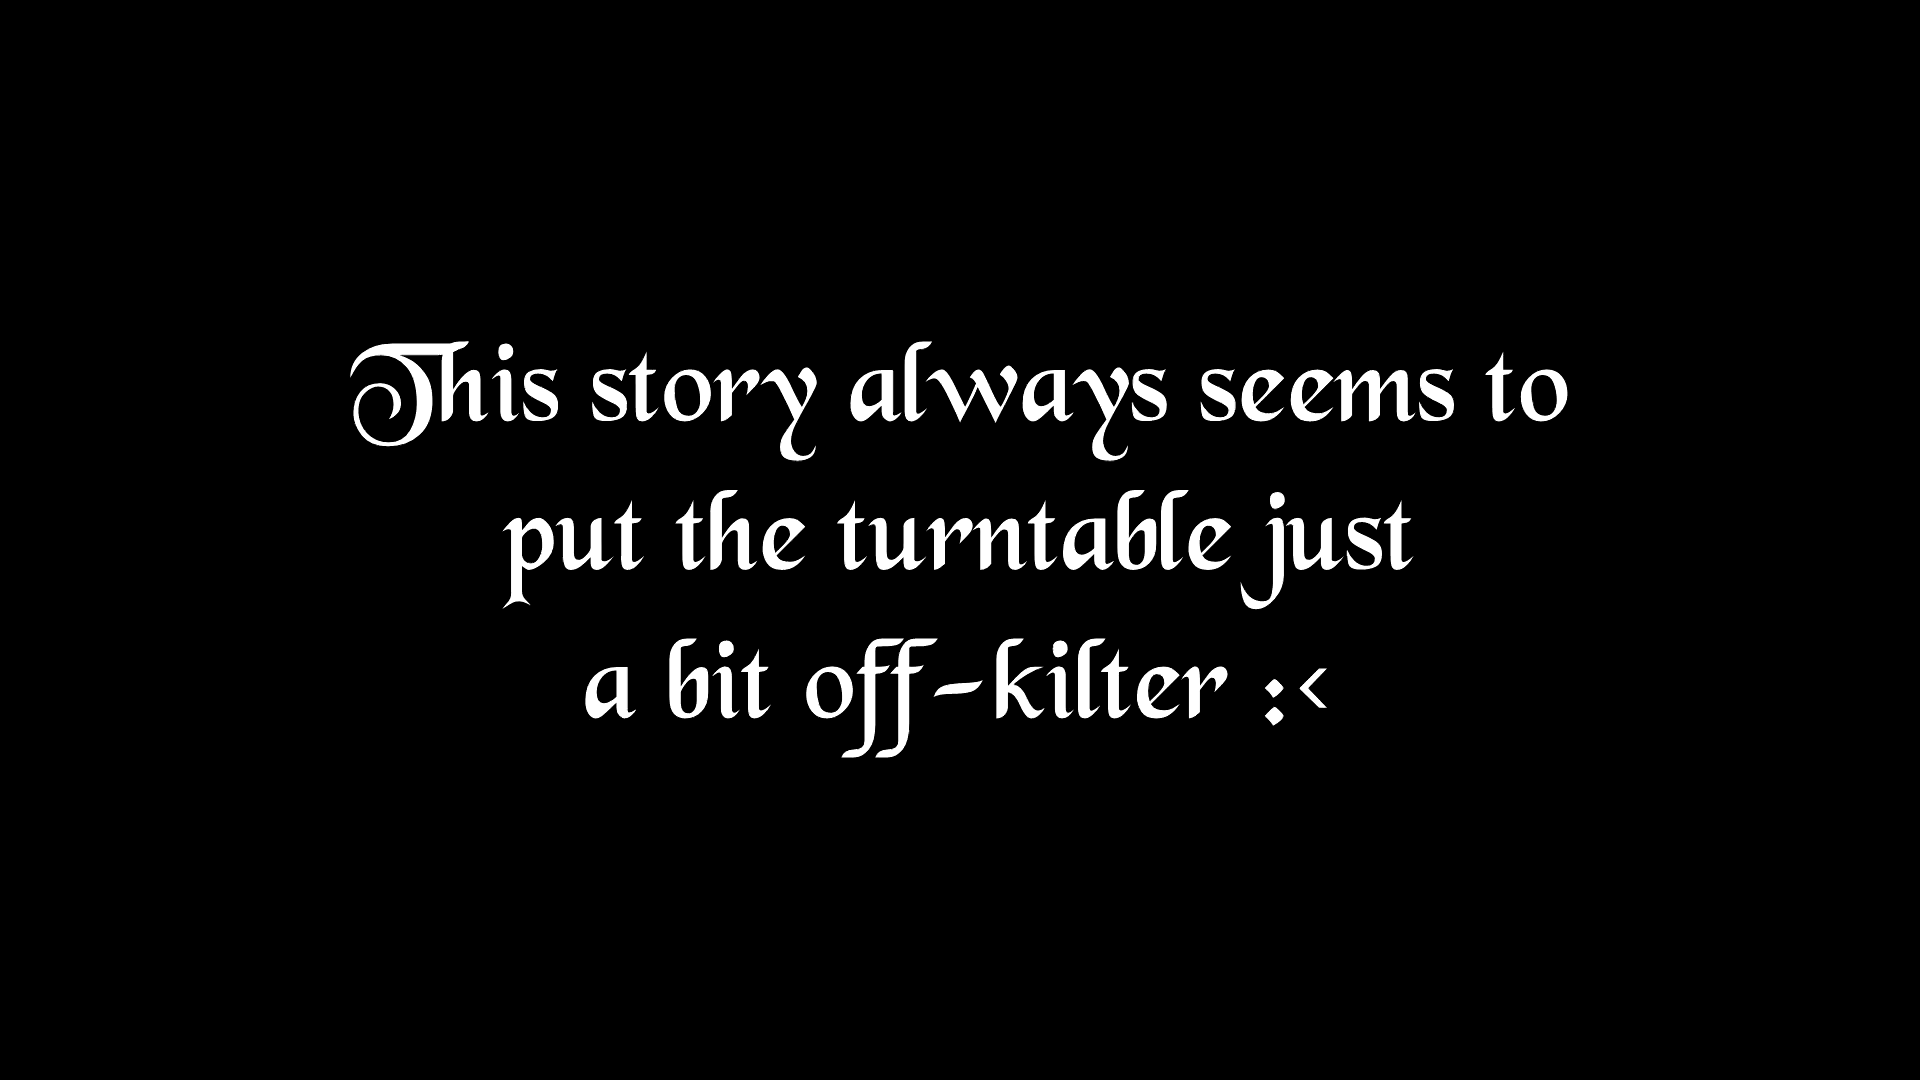 This story always seems to
put the turntable just
a bit off-kilter :<